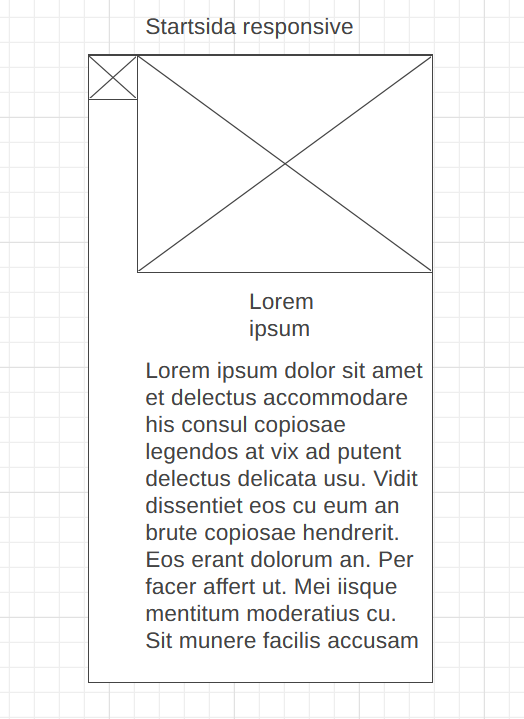 Startsida responsive
Lorem
ipsum
Lorem ipsum dolor sit amet
et delectus accommodare
his consul copiosae
legendos at vix ad putent
delectus delicata usu. Vidit
dissentiet eos cu eum an
brute copiosae hendrerit.
Eos erant dolorum an. Per
facer affert ut. Mei iisque
mentitum moderatius cu.
Sit munere facilis accusam